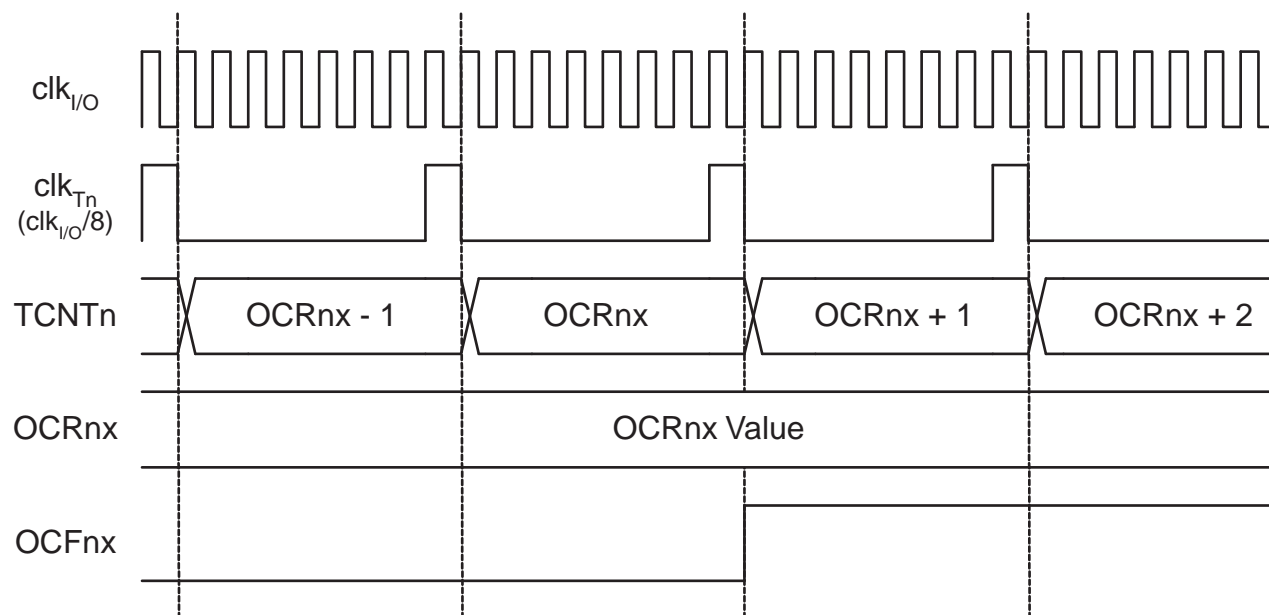 clkI/O
clkTn
(clkI/O/8)
TCNTn OCRnx - 1 OCRnx OCRnx + 1 OCRnx + 2
OCRnx OCRnx Value
OCFnx